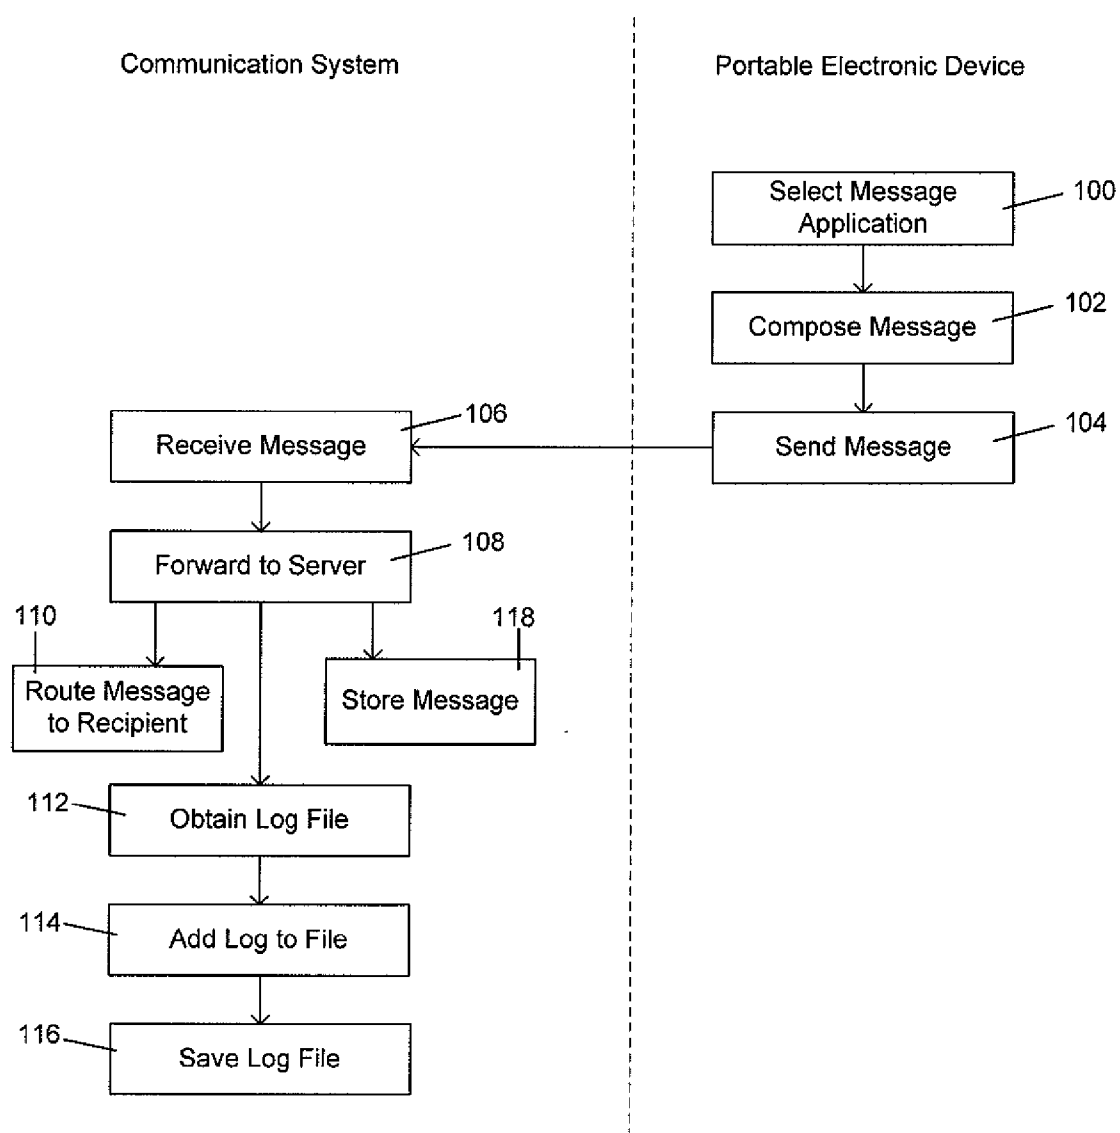 Communication System
Portable Electronic Device
Select Message
Application
100
Compose Message
102
Send Message
104
Receive Message
106
Forward to Server
108
110
Route Message
to Recipient
118
Store Message
112
Obtain Log File
114
Add Log to File
116
Save Log File